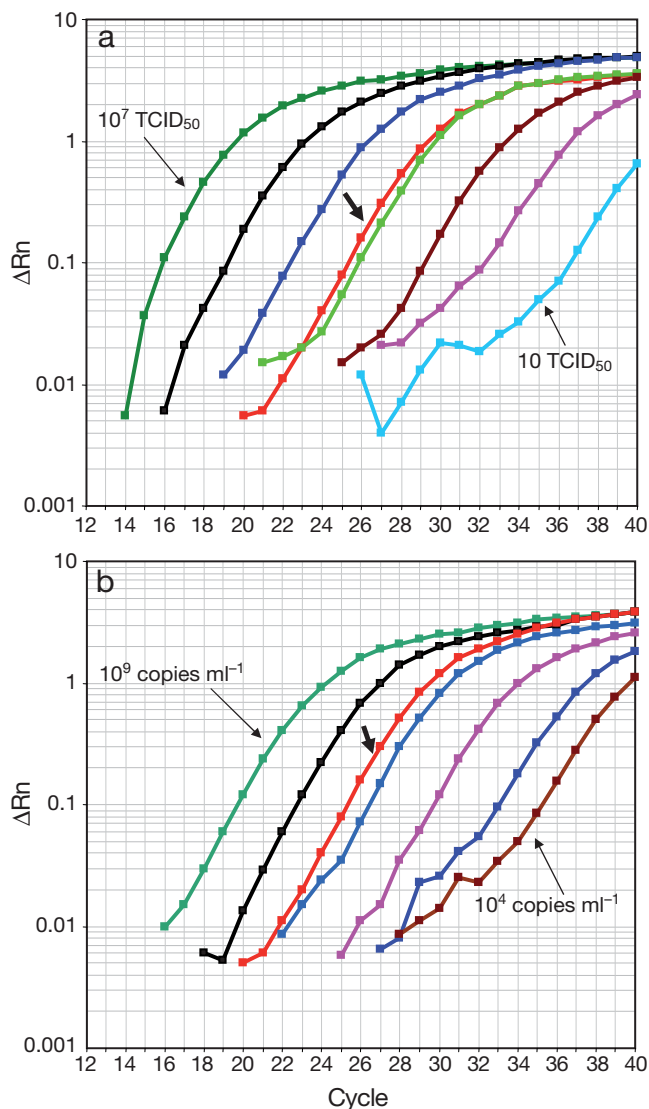 a
10
1
0.1
0.01
0.001
ΔRn
10⁷ TCID₅₀
10 TCID₅₀
12 14 16 18 20 22 24 26 28 30 32 34 36 38 40
b
10
1
0.1
0.01
0.001
ΔRn
10⁹ copies ml⁻¹
10⁴ copies ml⁻¹
12 14 16 18 20 22 24 26 28 30 32 34 36 38 40
Cycle